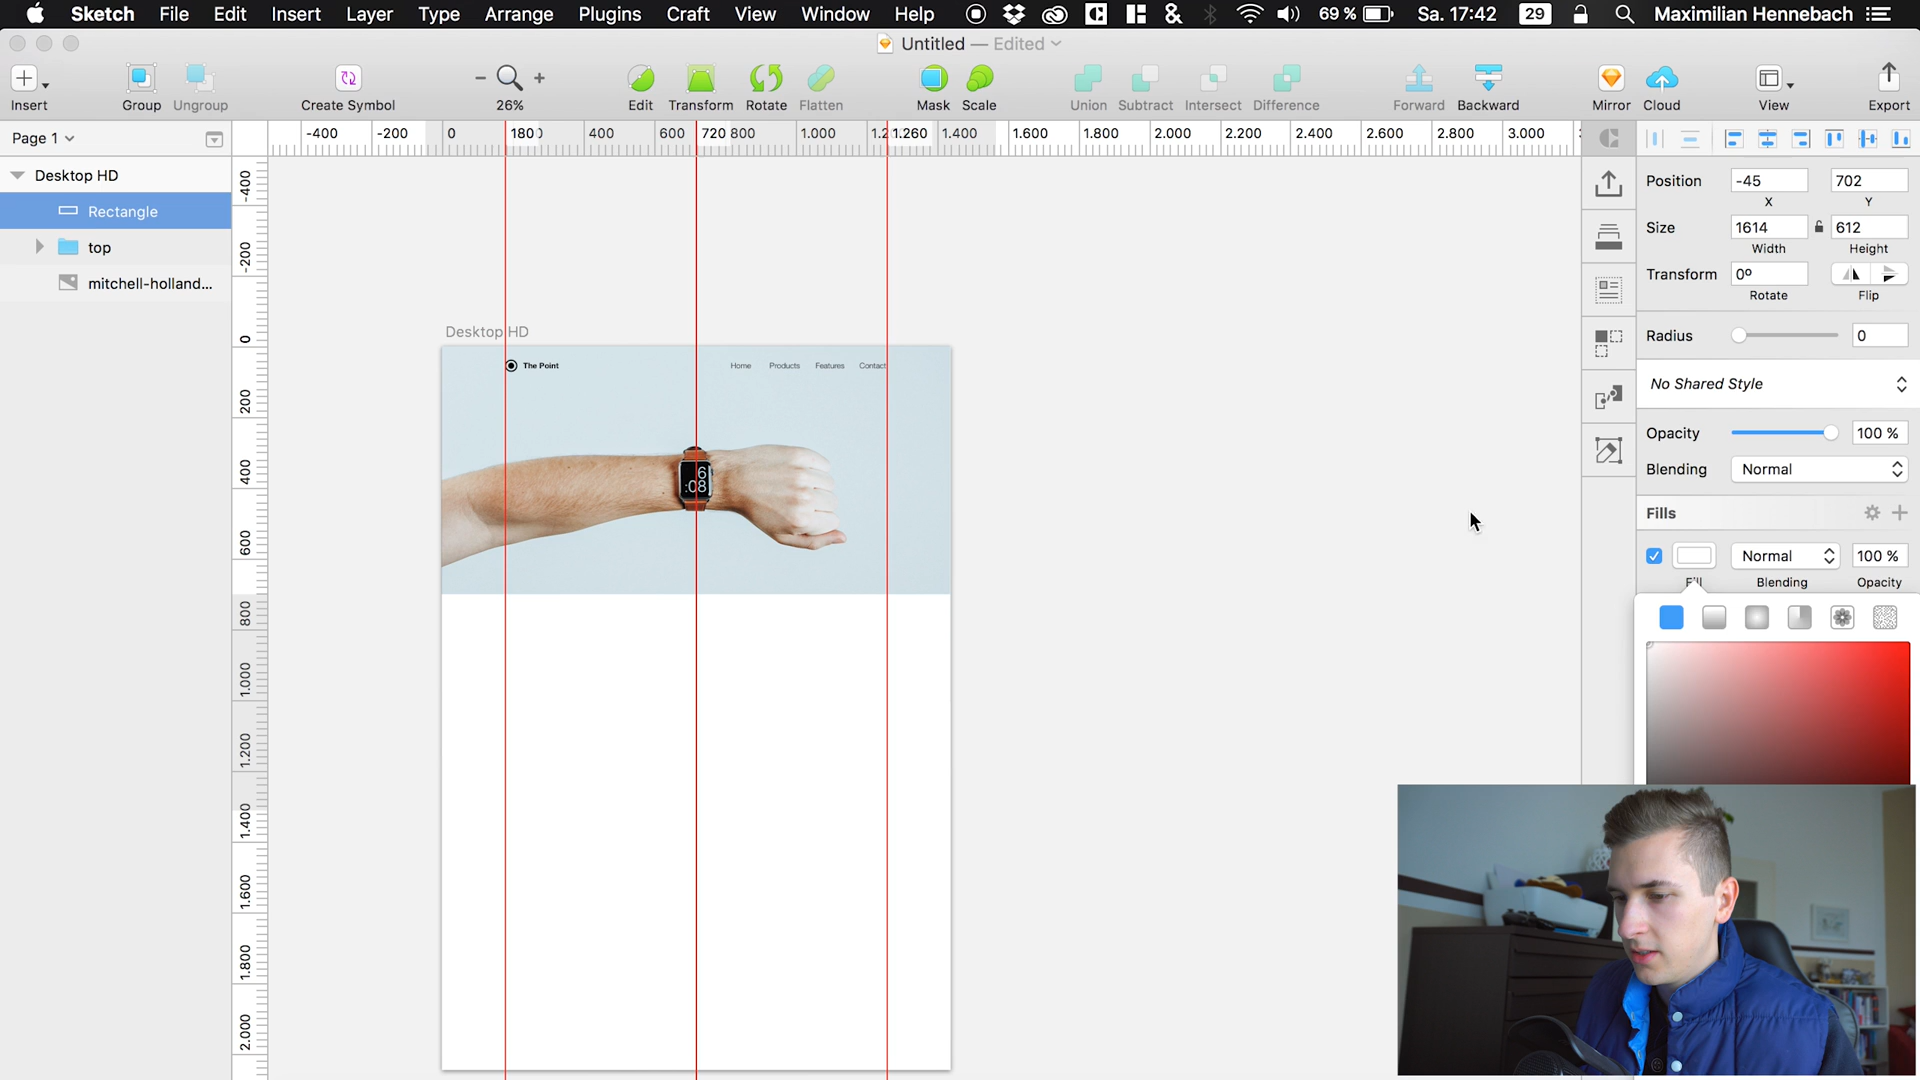 Sketch File Edit Insert Layer Type Arrange Plugins Craft View Window Help 69 % Sa. 17:42 29 Maximilian Hennebach
Untitled — Edited
Insert Group Ungroup Create Symbol 26% Edit Transform Rotate Flatten Mask Scale Union Subtract Intersect Difference Forward Backward Mirror Cloud View Export
Page 1
-400 -200 0 180 400 600 720 800 1.000 1.2 1.260 1.400 1.600 1.800 2.000 2.200 2.400 2.600 2.800 3.000
Desktop HD
Rectangle
top
mitchell-holland...
-400
-200
0
200
400
600
800
1.000
1.200
1.400
1.600
1.800
2.000
Desktop HD
The Point Home Products Features Contact
6
:08
Position -45 702
X Y
Size 1614 612
Width Height
Transform 0º
Rotate Flip
Radius 0
No Shared Style
Opacity 100 %
Blending Normal
Fills
Normal 100 %
Fill Blending Opacity